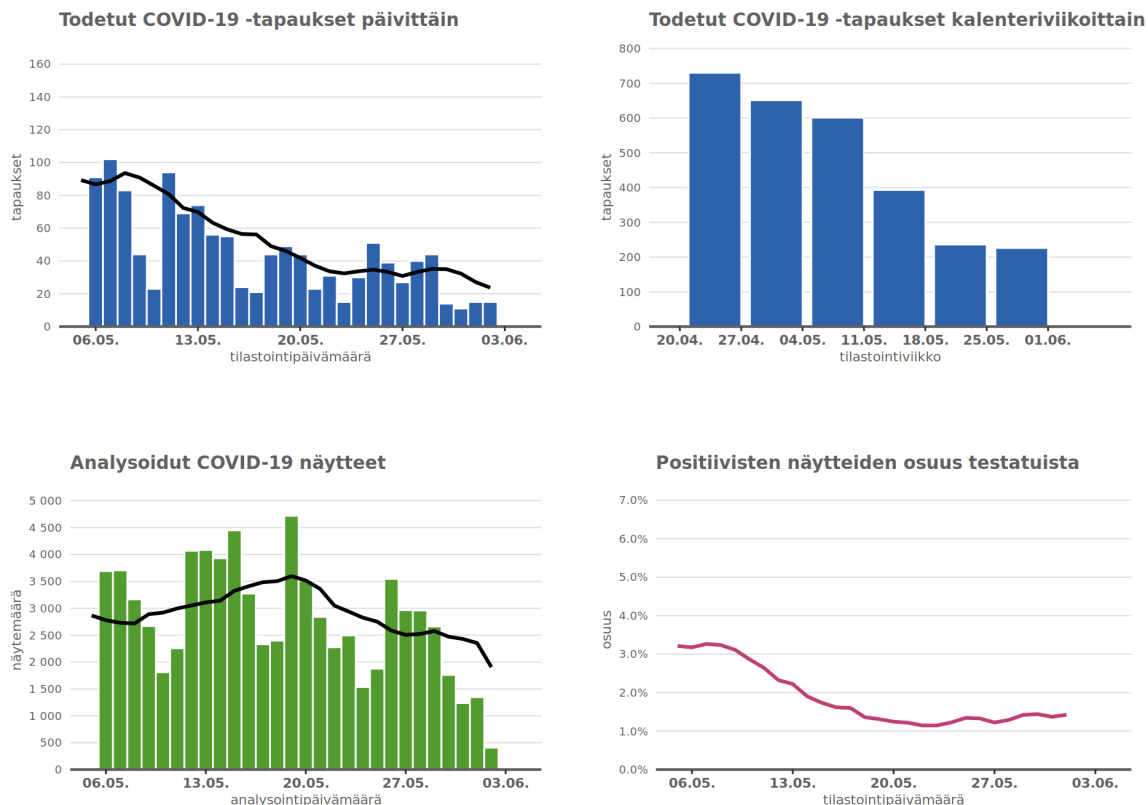 Todetut COVID-19 -tapaukset päivittäin
tapaukset
160
140
120
100
80
60
40
20
0
06.05. 13.05. 20.05. 27.05. 03.06.
tilastointipäivämäärä
Todetut COVID-19 -tapaukset kalenteriviikoittain
tapaukset
800
700
600
500
400
300
200
100
0
20.04. 27.04. 04.05. 11.05. 18.05. 25.05. 01.06.
tilastointiviikko
Analysoidut COVID-19 näytteet
näytemäärä
5 000
4 500
4 000
3 500
3 000
2 500
2 000
1 500
1 000
500
0
06.05. 13.05. 20.05. 27.05. 03.06.
analysointipäivämäärä
Positiivisten näytteiden osuus testatuista
osuus
7.0%
6.0%
5.0%
4.0%
3.0%
2.0%
1.0%
0.0%
06.05. 13.05. 20.05. 27.05. 03.06.
tilastointipäivämäärä